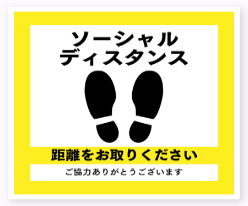 ソーシャル
ディスタンス
距離をお取りください
ご協力ありがとうございます